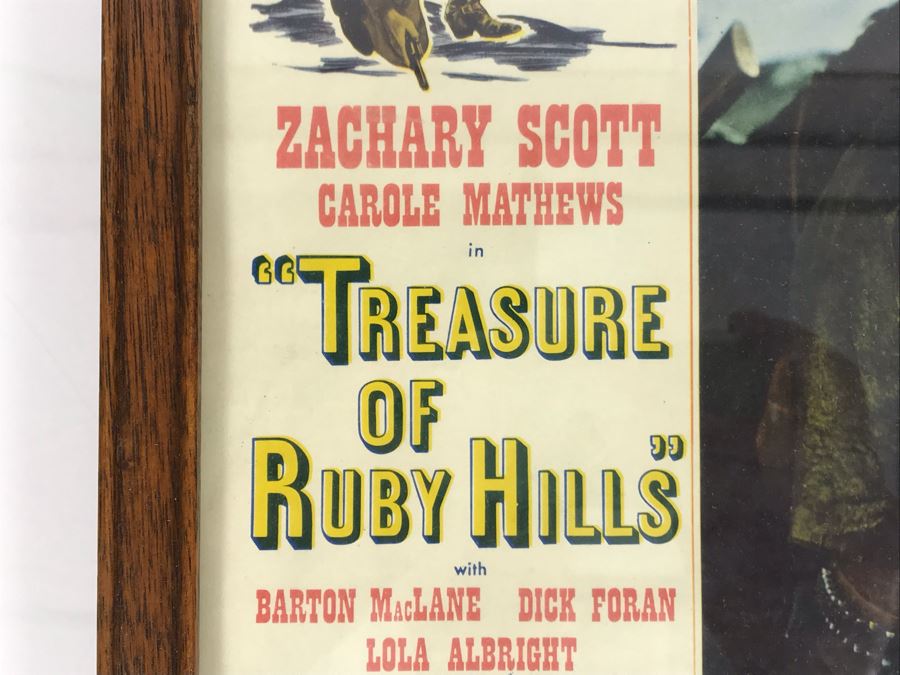 ZACHARY SCOTT
CAROLE MATHEWS
in
“TREASURE
OF
RUBY HILLS”
with
BARTON MacLANE DICK FORAN
LOLA ALBRIGHT